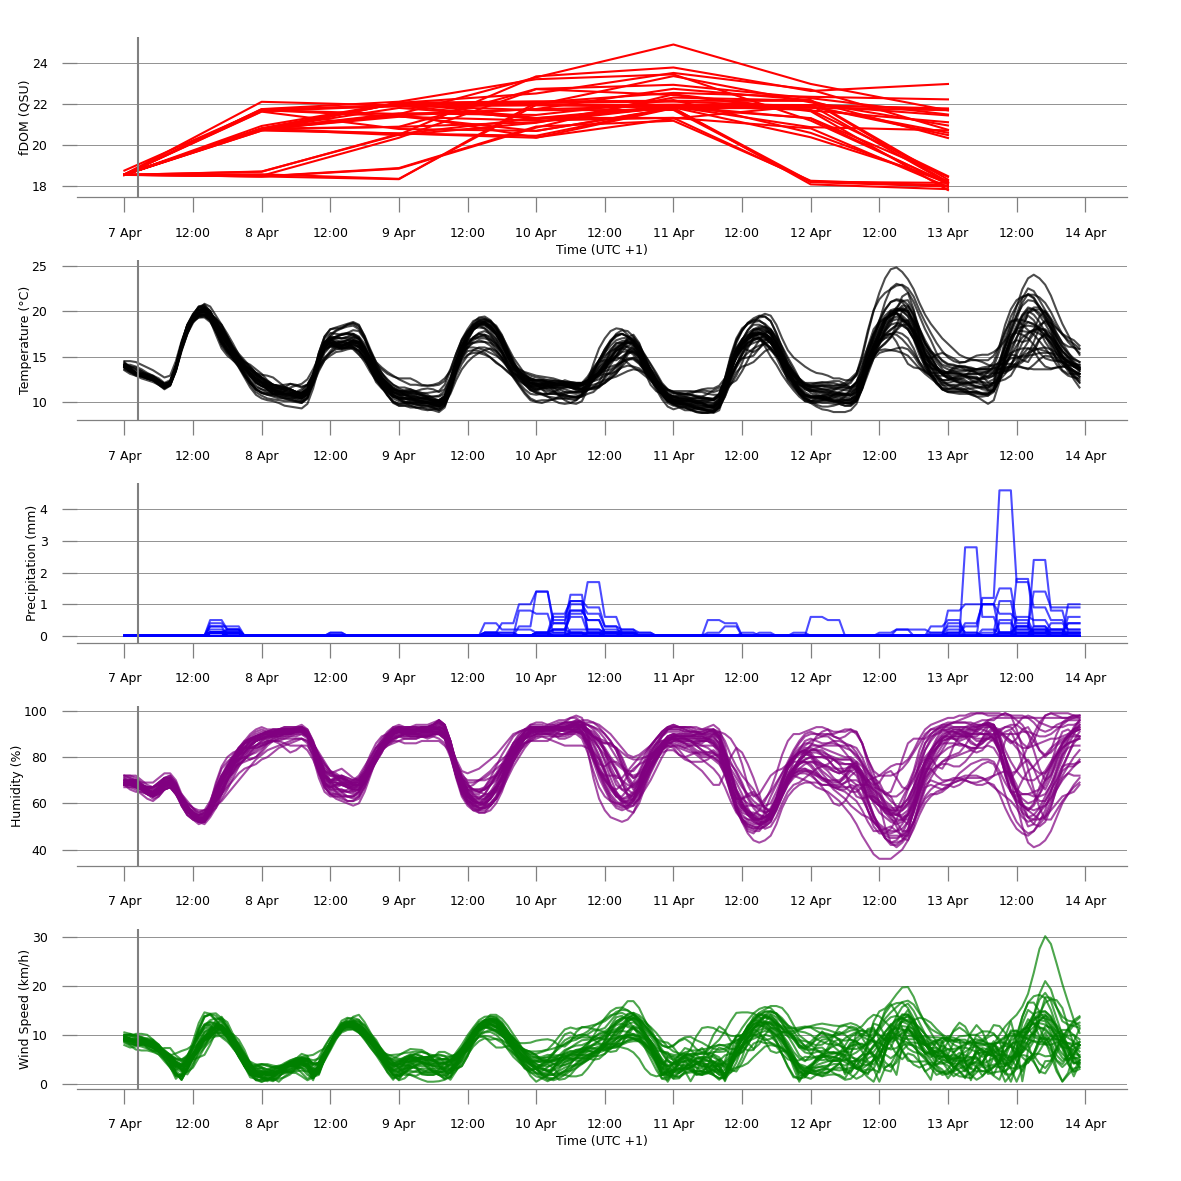 fDOM (QSU)
24
22
20
18
7 Apr 12:00 8 Apr 12:00 9 Apr 12:00 10 Apr 12:00 11 Apr 12:00 12 Apr 12:00 13 Apr 12:00 14 Apr
Time (UTC +1)
Temperature (°C)
25
20
15
10
7 Apr 12:00 8 Apr 12:00 9 Apr 12:00 10 Apr 12:00 11 Apr 12:00 12 Apr 12:00 13 Apr 12:00 14 Apr
Precipitation (mm)
4
3
2
1
0
7 Apr 12:00 8 Apr 12:00 9 Apr 12:00 10 Apr 12:00 11 Apr 12:00 12 Apr 12:00 13 Apr 12:00 14 Apr
Humidity (%)
100
80
60
40
7 Apr 12:00 8 Apr 12:00 9 Apr 12:00 10 Apr 12:00 11 Apr 12:00 12 Apr 12:00 13 Apr 12:00 14 Apr
Wind Speed (km/h)
30
20
10
0
7 Apr 12:00 8 Apr 12:00 9 Apr 12:00 10 Apr 12:00 11 Apr 12:00 12 Apr 12:00 13 Apr 12:00 14 Apr
Time (UTC +1)